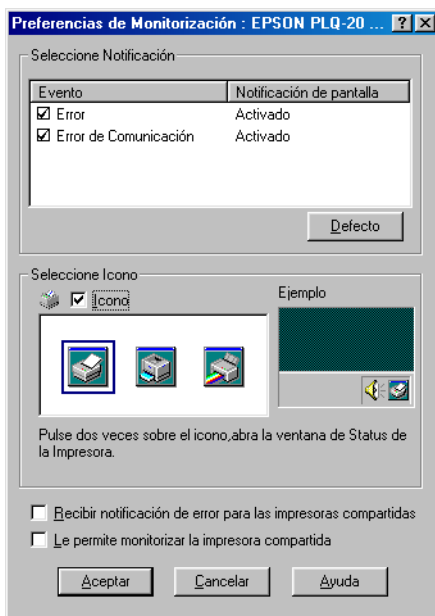 Preferencias de Monitorización : EPSON PLQ-20 ...
Seleccione Notificación
Evento Notificación de pantalla
Error Activado
Error de Comunicación Activado
Defecto
Seleccione Icono
Icono
Ejemplo
Pulse dos veces sobre el icono,abra la ventana de Status de
la Impresora.
Recibir notificación de error para las impresoras compartidas
Le permite monitorizar la impresora compartida
Aceptar Cancelar Ayuda